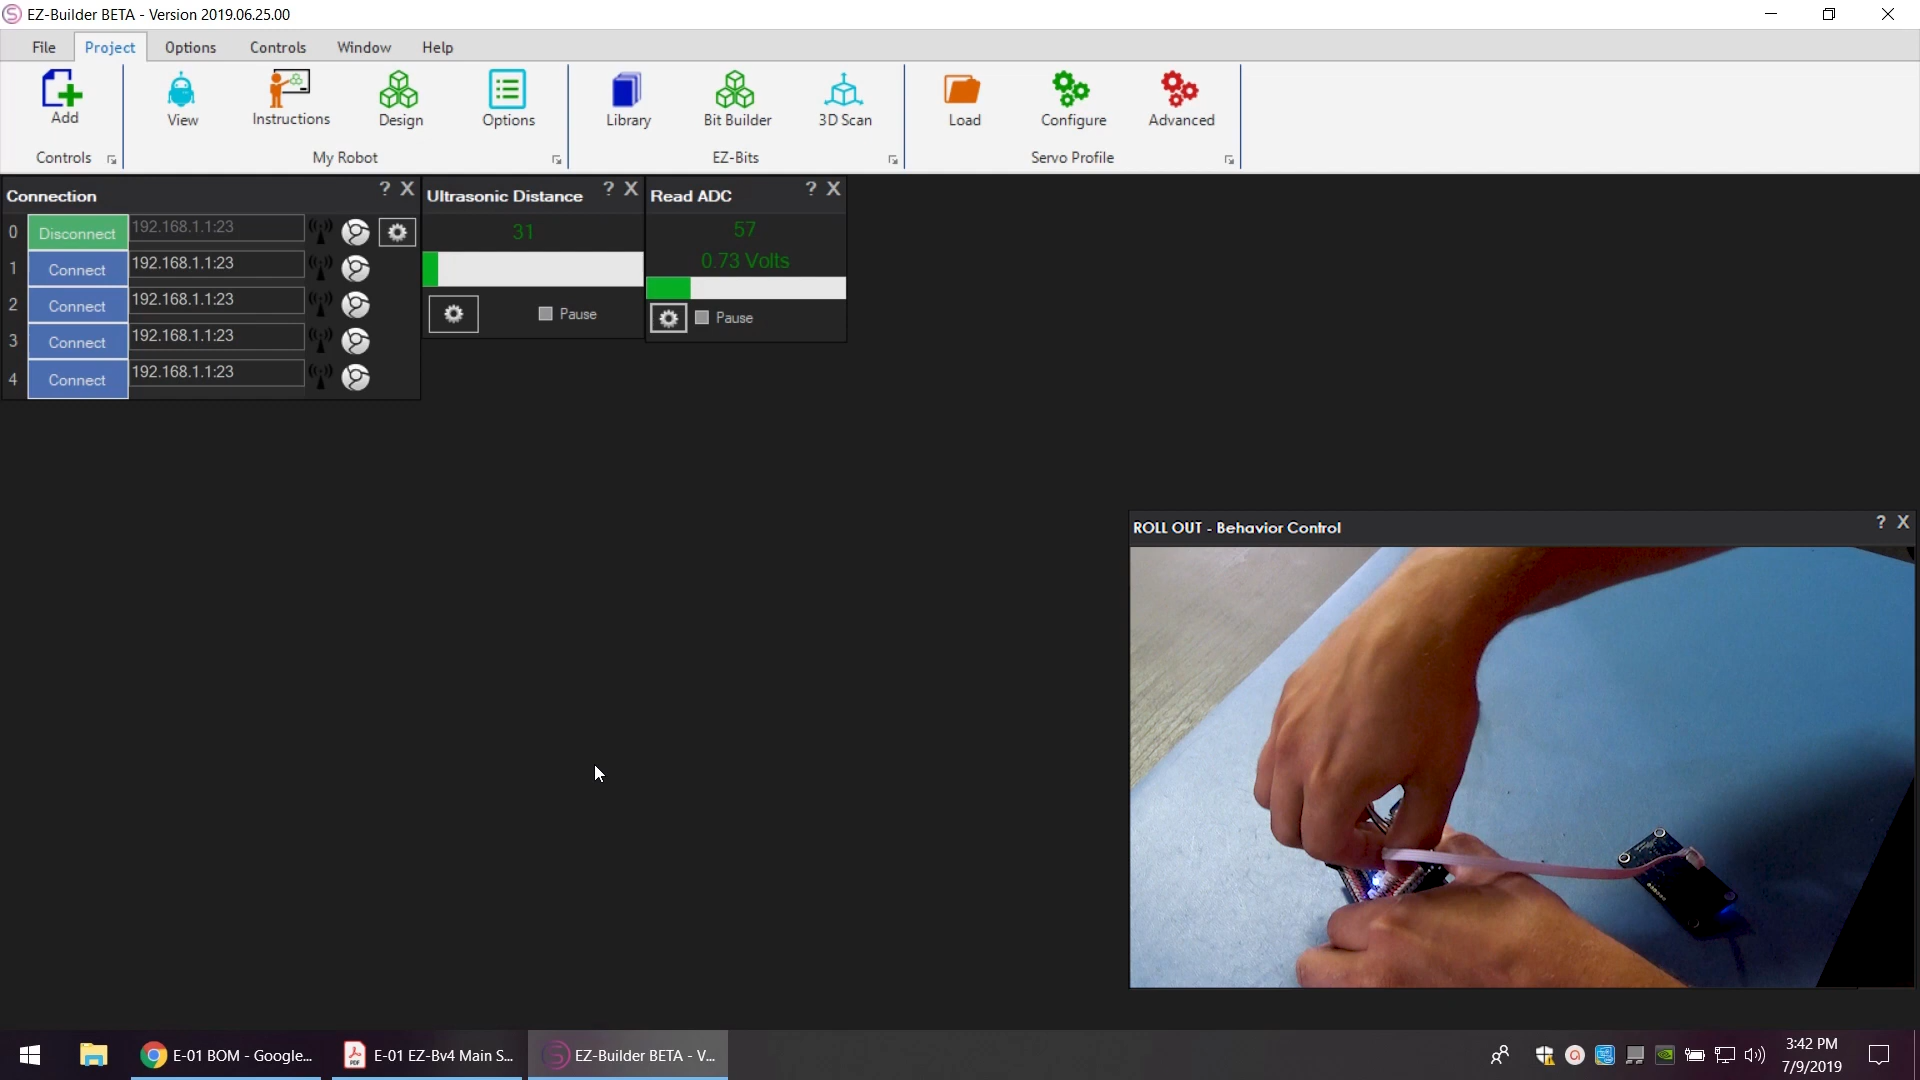 EZ-Builder BETA - Version 2019.06.25.00
File Project Options Controls Window Help
Add View Instructions Design Options Library Bit Builder 3D Scan Load Configure Advanced
Controls My Robot EZ-Bits Servo Profile
Connection ? X Ultrasonic Distance ? X Read ADC ? X
0 Disconnect 192.168.1.1:23
1 Connect 192.168.1.1:23
2 Connect 192.168.1.1:23
3 Connect 192.168.1.1:23
4 Connect 192.168.1.1:23
31
Pause
57
0.73 Volts
Pause
ROLL OUT - Behavior Control ? X
E-01 BOM - Google... E-01 EZ-Bv4 Main S... EZ-Builder BETA - V...
3:42 PM
7/9/2019